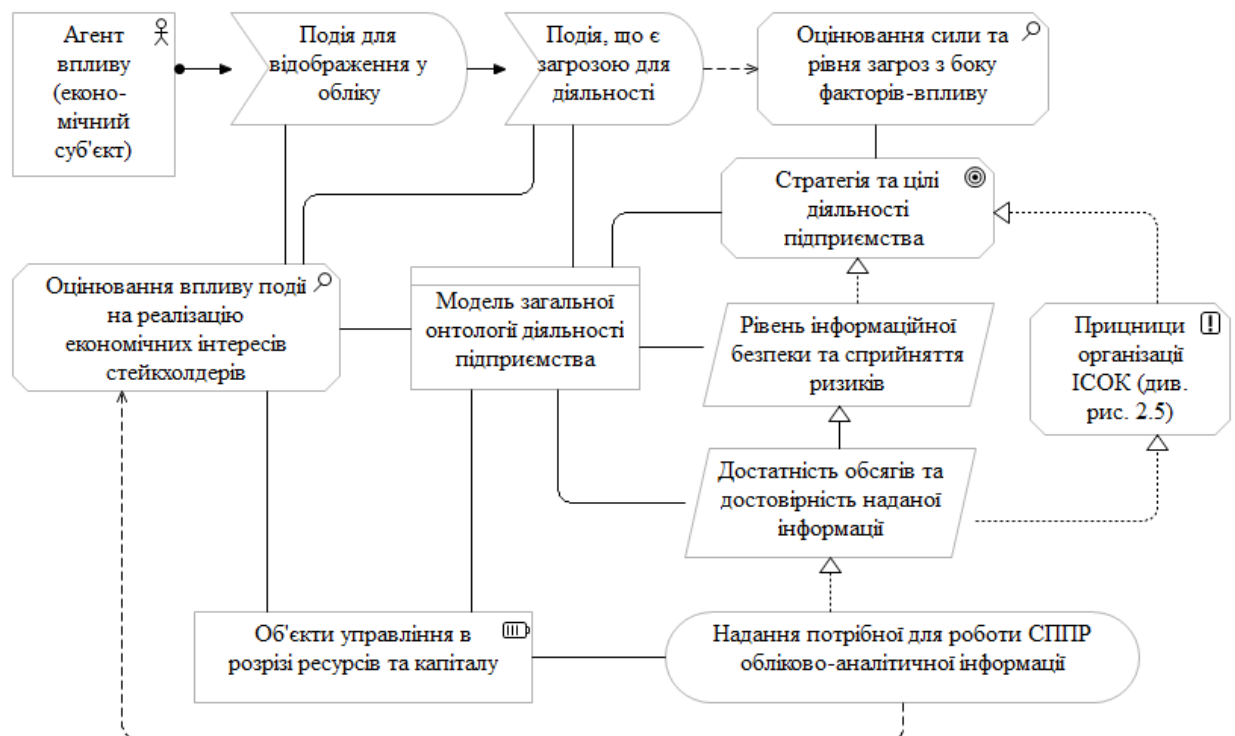 Агент
впливу
(еконо-
мічний
суб'єкт)
Подія для
відображення у
обліку
Подія, що є
загрозою для
діяльності
Оцінювання сили та
рівня загроз з боку
факторів-впливу
Стратегія та цілі
діяльності
підприємства
Оцінювання впливу події
на реалізацію
економічних інтересів
стейкхолдерів
Модель загальної
онтології діяльності
підприємства
Рівень інформаційної
безпеки та сприйняття
ризиків
Прицници
організації
ІСОК (див.
рис. 2.5)
Достатність обсягів та
достовірність наданої
інформації
Об'єкти управління в
розрізі ресурсів та капіталу
Надання потрібної для роботи СППР
обліково-аналітичної інформації